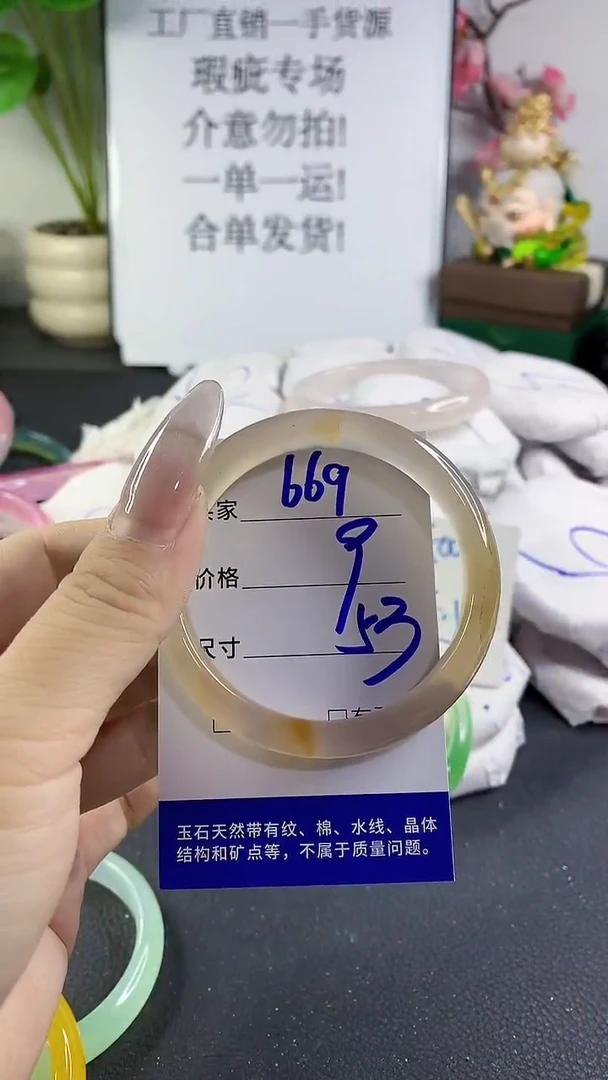 工厂直销一手货源
瑕疵专场
介意勿拍!
一单一运!
合单发货!
家 669
价格 9
尺寸 53
玉石天然带有纹、棉、水线、晶体
结构和矿点等，不属于质量问题。